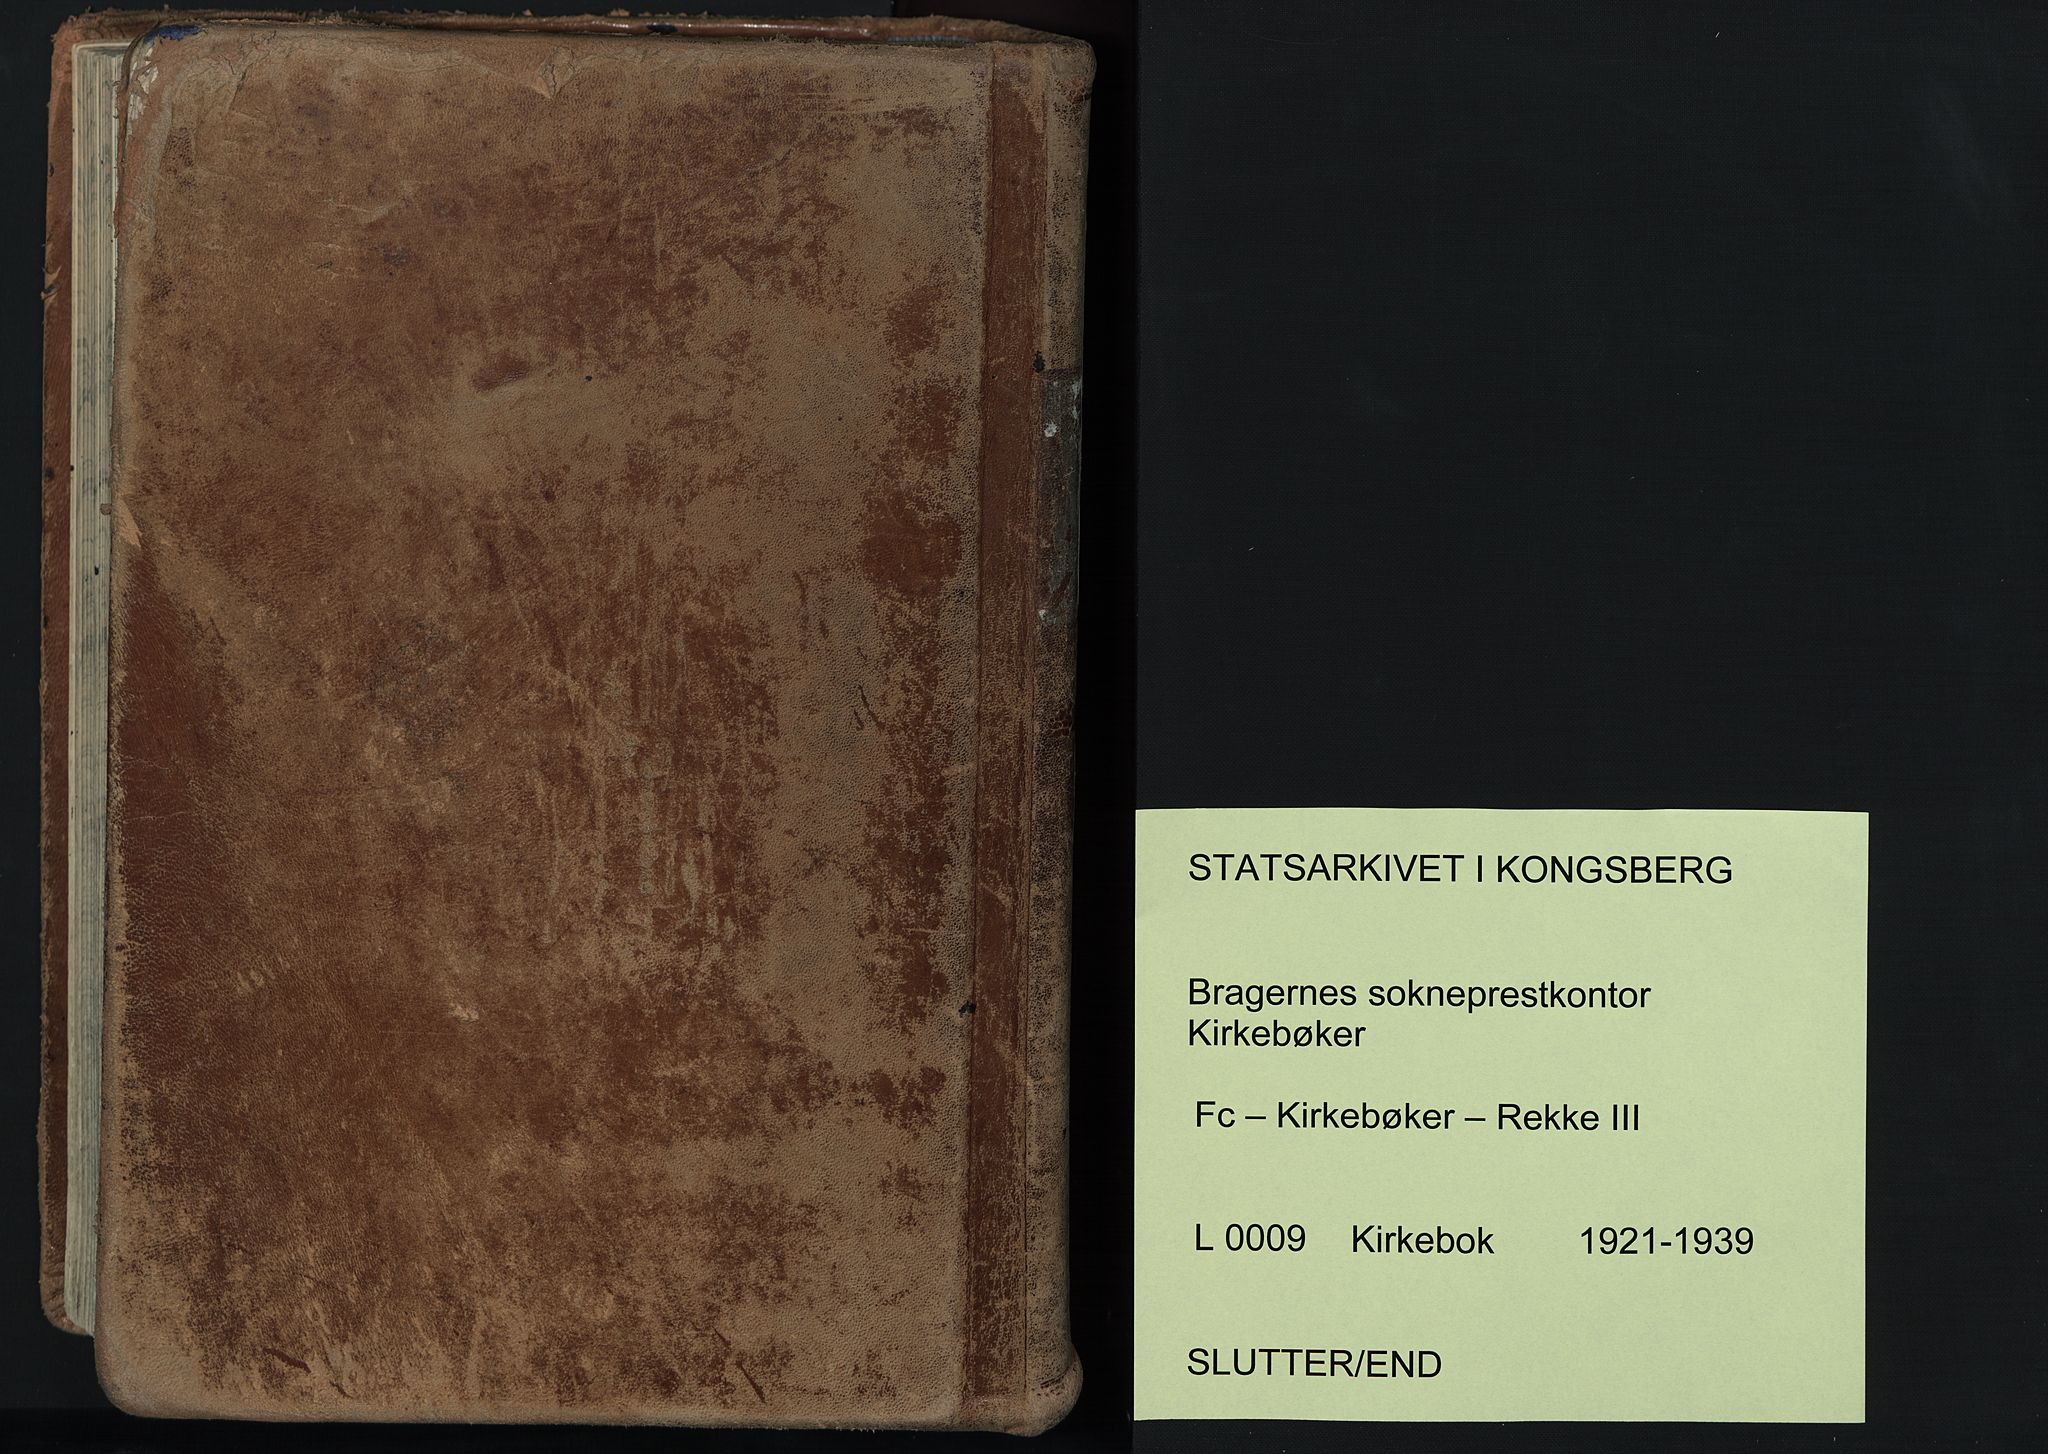 STATSARKIVET I KONGSBERG
Bragernes sokneprestkontor
Kirkebøker
Fc – Kirkebøker – Rekke III
L 0009 Kirkebok 1921-1939
SLUTTER/END